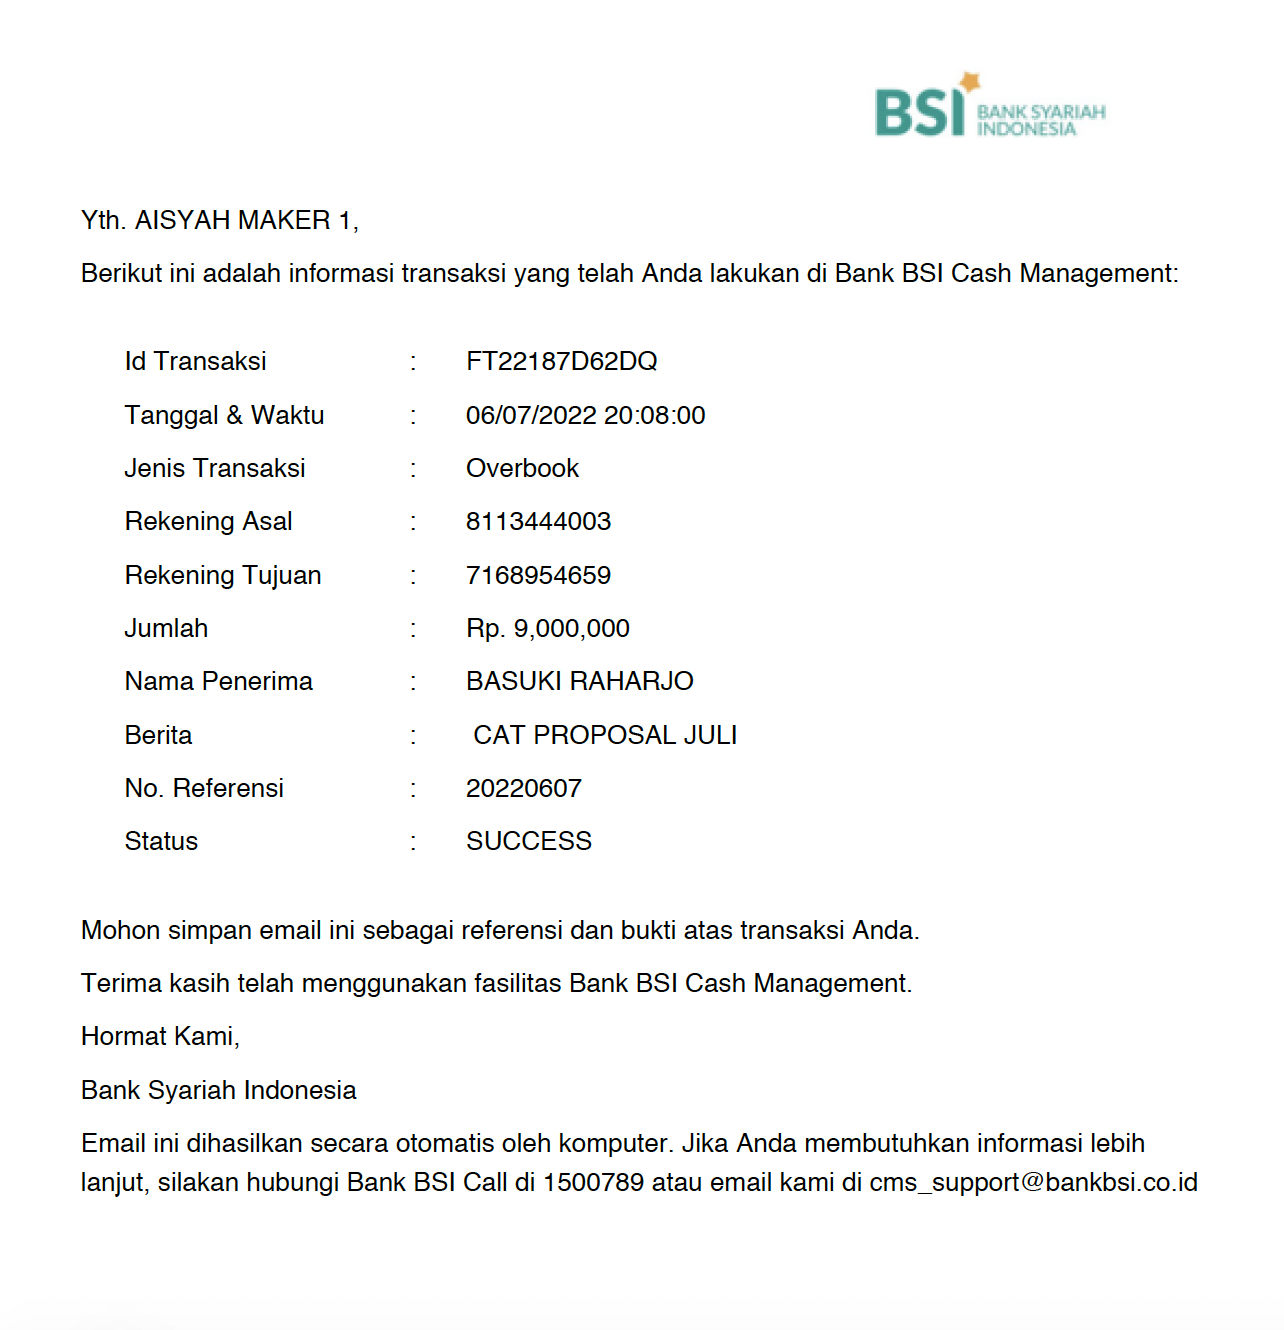 BSI BANK SYARIAH
INDONESIA
Yth. AISYAH MAKER 1,
Berikut ini adalah informasi transaksi yang telah Anda lakukan di Bank BSI Cash Management:
Id Transaksi : FT22187D62DQ
Tanggal & Waktu : 06/07/2022 20:08:00
Jenis Transaksi : Overbook
Rekening Asal : 8113444003
Rekening Tujuan : 7168954659
Jumlah : Rp. 9,000,000
Nama Penerima : BASUKI RAHARJO
Berita : CAT PROPOSAL JULI
No. Referensi : 20220607
Status : SUCCESS
Mohon simpan email ini sebagai referensi dan bukti atas transaksi Anda.
Terima kasih telah menggunakan fasilitas Bank BSI Cash Management.
Hormat Kami,
Bank Syariah Indonesia
Email ini dihasilkan secara otomatis oleh komputer. Jika Anda membutuhkan informasi lebih
lanjut, silakan hubungi Bank BSI Call di 1500789 atau email kami di cms_support@bankbsi.co.id